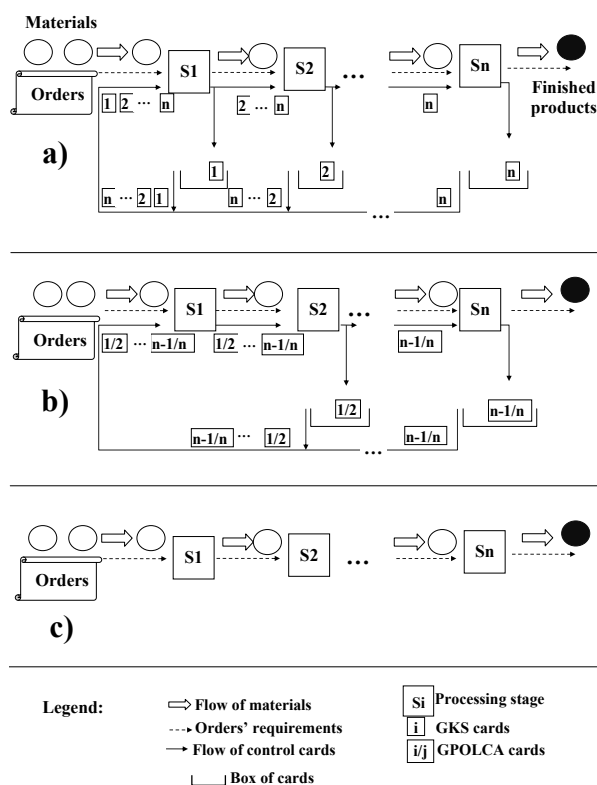 Materials
S1
S2
...
Sn
Orders
Finished
products
1 2 ... n
2 ... n
n
a)
1
2
n
n ... 2 1
n ... 2
n
...
S1
S2
...
Sn
Orders
1/2 ... n-1/n
1/2 ... n-1/n
n-1/n
b)
1/2
n-1/n
n-1/n ... 1/2
n-1/n
...
S1
S2
...
Sn
Orders
c)
Legend:
Flow of materials
Orders' requirements
Flow of control cards
Box of cards
Si Processing stage
i GKS cards
i/j GPOLCA cards